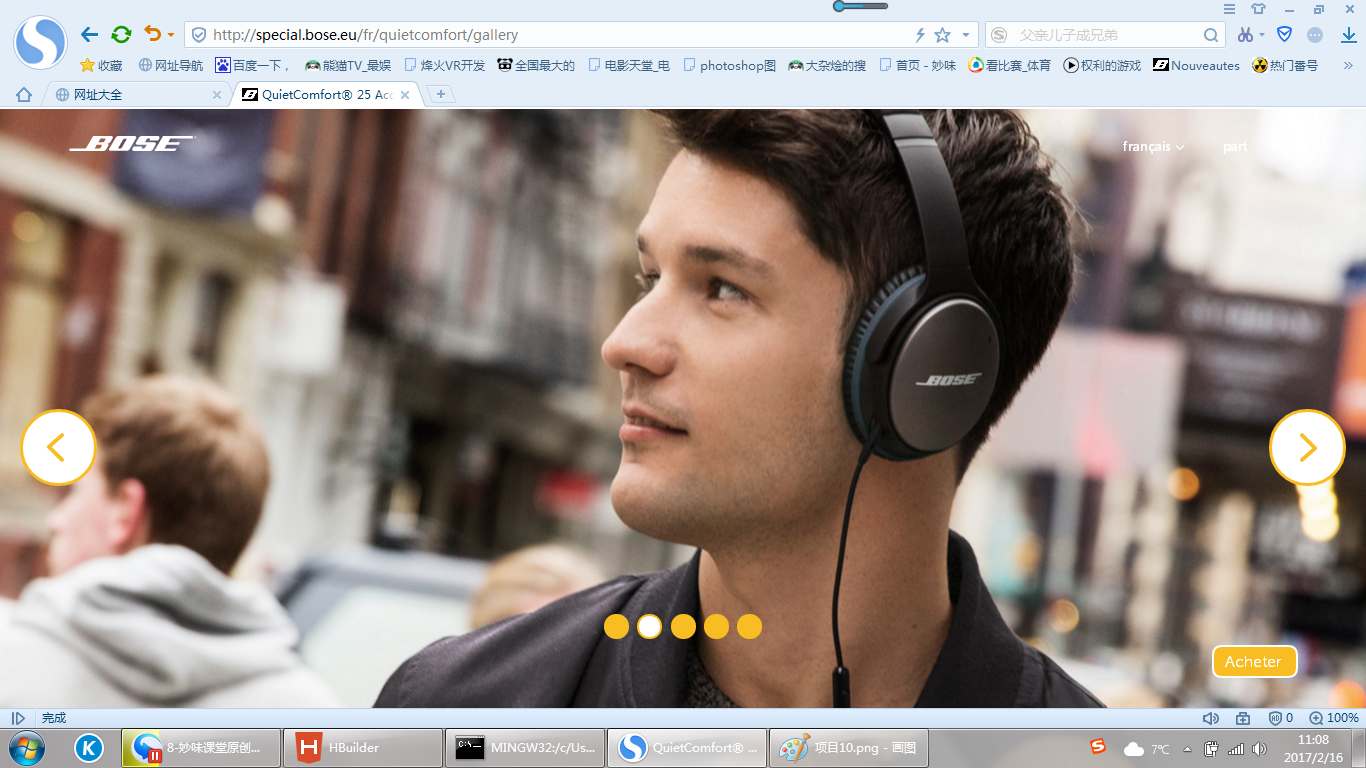 http://special.bose.eu/fr/quietcomfort/gallery
父亲儿子成兄弟
收藏
网址导航
百度一下，
熊猫TV_最娱
烽火VR开发
全国最大的
电影天堂_电
photoshop图
大杂烩的搜
首页 - 妙味
看比赛_体育
权利的游戏
Nouveautes
热门番号
网址大全
QuietComfort® 25 Acc
BOSE
français
part
BOSE
Acheter
完成
0
100%
8-妙味课堂原创...
HBuilder
MINGW32:/c/Us...
QuietComfort® ...
项目10.png - 画图
7℃
11:08
2017/2/16